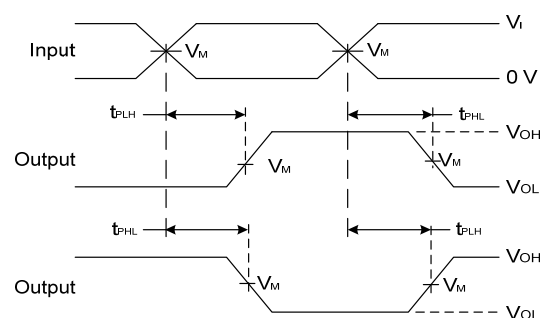 VI
Input VM VM
0 V
tPLH tPHL
VOH
Output VM VM
VOL
tPHL tPLH
VOH
VM VM
Output
VOL